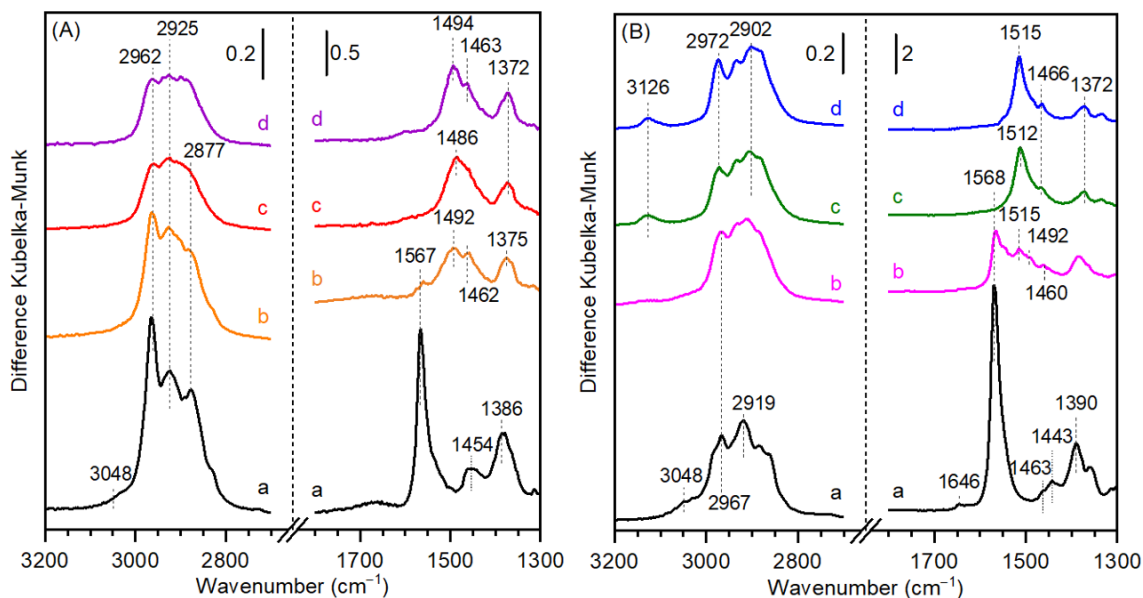 (A)
2925
2962
0.2
0.5
1494
1463
1372
d
d
2877
1486
c
c
1492
1375
1567
1462
b
b
1386
1454
3048
a
a
3200 3000 2800 1700 1500 1300
Wavenumber (cm⁻¹)
Difference Kubelka-Munk
(B)
2972 2902
0.2
2
1515
1466
1372
3126
d
d
1512
1568
c
c
1515
1492
b
b
1460
2919
1390
3048
1443
1463
1646
2967
a
a
3200 3000 2800 1700 1500 1300
Wavenumber (cm⁻¹)
Difference Kubelka-Munk